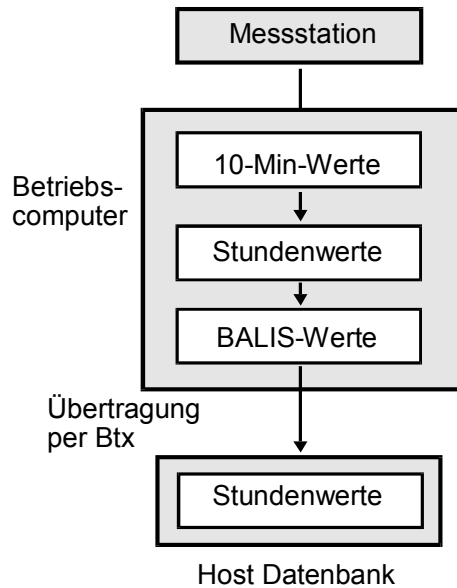 Messstation
Betriebs-
computer
10-Min-Werte
Stundenwerte
BALIS-Werte
Übertragung
per Btx
Stundenwerte
Host Datenbank